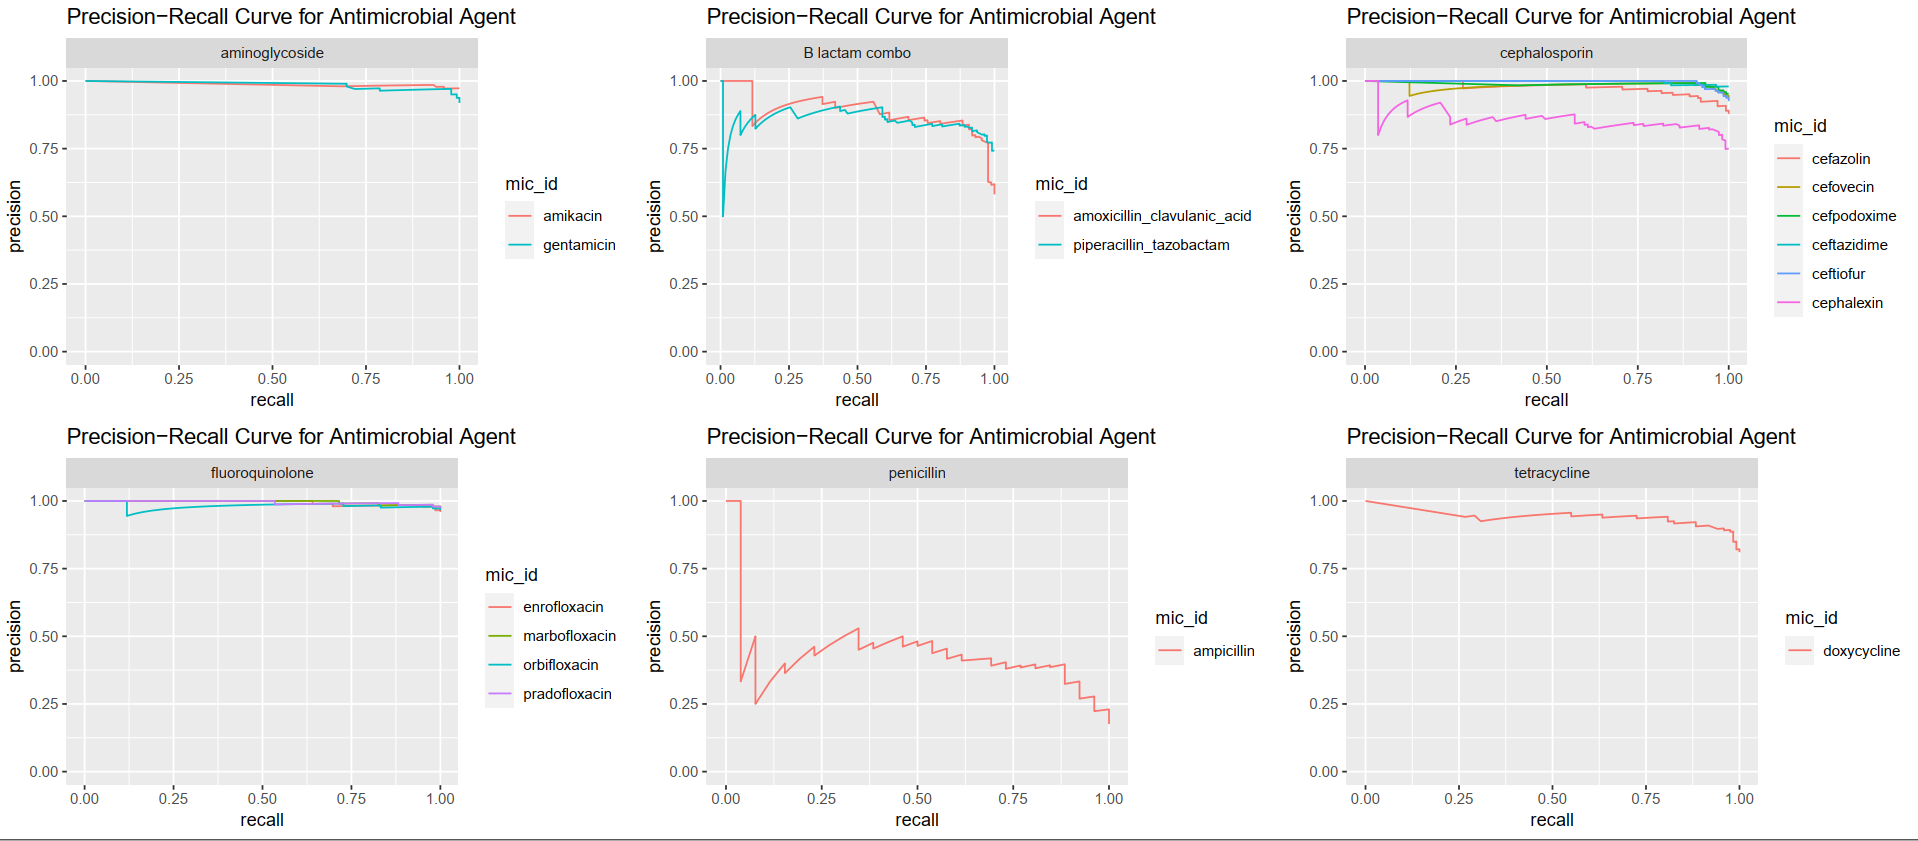 Precision−Recall Curve for Antimicrobial Agent
aminoglycoside
1.00
0.75
0.50
0.25
0.00
precision
0.00 0.25 0.50 0.75 1.00
recall
mic_id
amikacin
gentamicin
Precision−Recall Curve for Antimicrobial Agent
B lactam combo
1.00
0.75
0.50
0.25
0.00
precision
0.00 0.25 0.50 0.75 1.00
recall
mic_id
amoxicillin_clavulanic_acid
piperacillin_tazobactam
Precision−Recall Curve for Antimicrobial Agent
cephalosporin
1.00
0.75
0.50
0.25
0.00
precision
0.00 0.25 0.50 0.75 1.00
recall
mic_id
cefazolin
cefovecin
cefpodoxime
ceftazidime
ceftiofur
cephalexin
Precision−Recall Curve for Antimicrobial Agent
fluoroquinolone
1.00
0.75
0.50
0.25
0.00
precision
0.00 0.25 0.50 0.75 1.00
recall
mic_id
enrofloxacin
marbofloxacin
orbifloxacin
pradofloxacin
Precision−Recall Curve for Antimicrobial Agent
penicillin
1.00
0.75
0.50
0.25
0.00
precision
0.00 0.25 0.50 0.75 1.00
recall
mic_id
ampicillin
Precision−Recall Curve for Antimicrobial Agent
tetracycline
1.00
0.75
0.50
0.25
0.00
precision
0.00 0.25 0.50 0.75 1.00
recall
mic_id
doxycycline